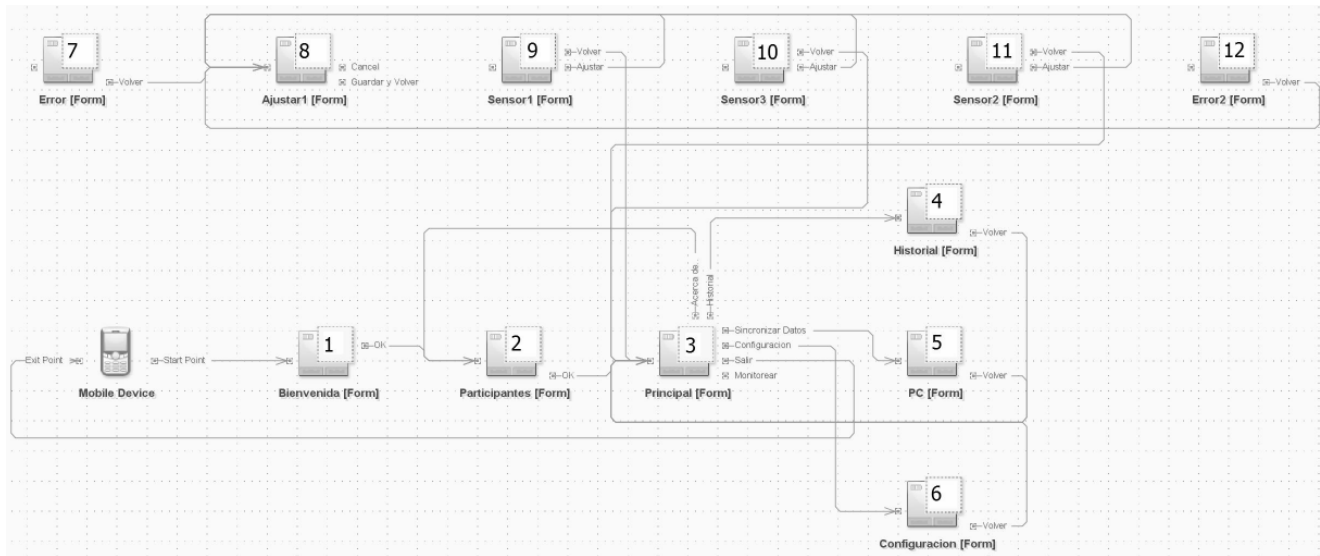 7
Volver
Error [Form]
8
Cancel
Guardar y Volver
Ajustar1 [Form]
9
Volver
Ajustar
Sensor1 [Form]
10
Volver
Ajustar
Sensor3 [Form]
11
Volver
Ajustar
Sensor2 [Form]
12
Volver
Error2 [Form]
4
Volver
Historial [Form]
Exit Point
Start Point
Mobile Device
1
OK
Bienvenida [Form]
2
OK
Participantes [Form]
Acerca de...
Historial
3
Sincronizar Datos
Configuracion
Salir
Monitorear
Principal [Form]
5
Volver
PC [Form]
6
Volver
Configuracion [Form]